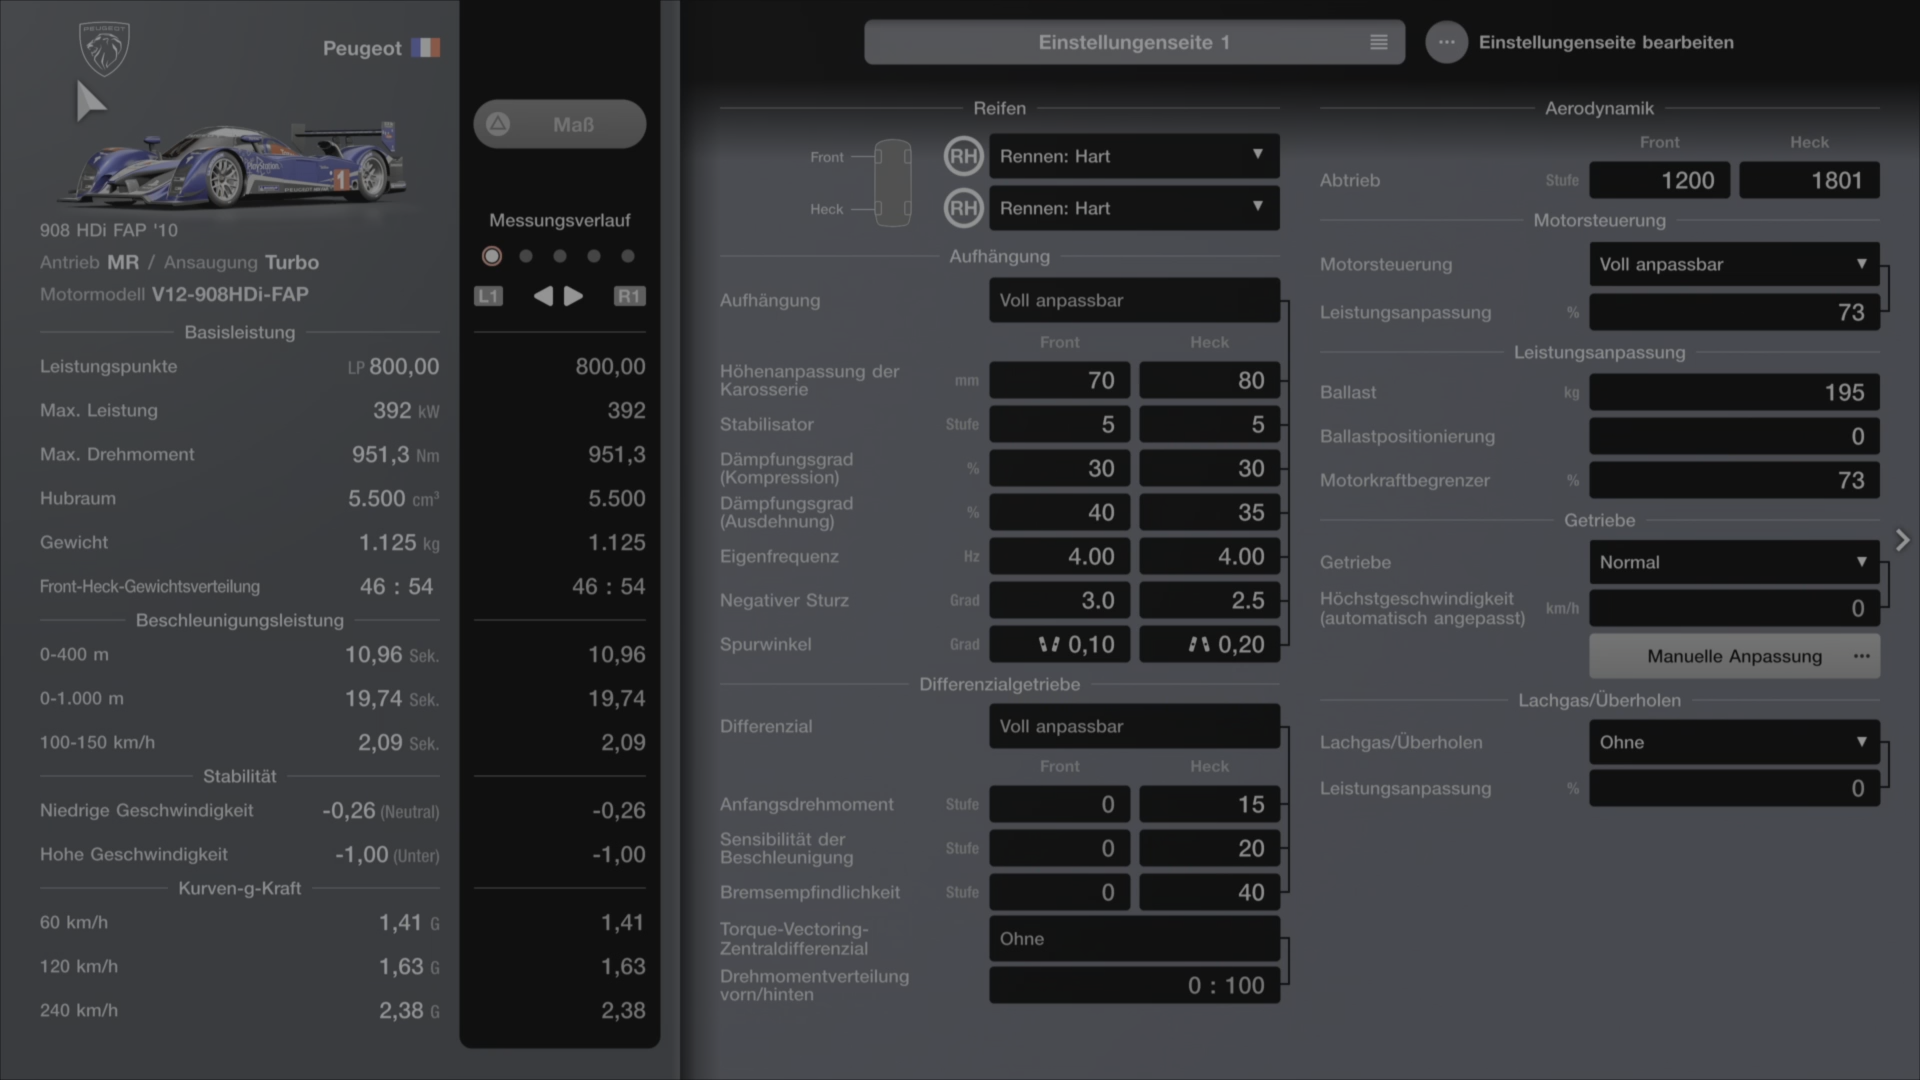 PEUGEOT
Peugeot
908 HDi FAP '10
Antrieb MR / Ansaugung Turbo
Motormodell V12-908HDi-FAP
Basisleistung
Leistungspunkte LP 800,00
Max. Leistung 392 kW
Max. Drehmoment 951,3 Nm
Hubraum 5.500 cm³
Gewicht 1.125 kg
Front-Heck-Gewichtsverteilung 46 : 54
Beschleunigungsleistung
0-400 m 10,96 Sek.
0-1.000 m 19,74 Sek.
100-150 km/h 2,09 Sek.
Stabilität
Niedrige Geschwindigkeit -0,26 (Neutral)
Hohe Geschwindigkeit -1,00 (Unter)
Kurven-g-Kraft
60 km/h 1,41 G
120 km/h 1,63 G
240 km/h 2,38 G
Maß
Messungsverlauf
L1 R1
800,00
392
951,3
5.500
1.125
46 : 54
10,96
19,74
2,09
-0,26
-1,00
1,41
1,63
2,38
Einstellungenseite 1
Einstellungenseite bearbeiten
Reifen
Front RH Rennen: Hart
Heck RH Rennen: Hart
Aufhängung
Aufhängung Voll anpassbar
Front Heck
Höhenanpassung der
Karosserie mm 70 80
Stabilisator Stufe 5 5
Dämpfungsgrad
(Kompression) % 30 30
Dämpfungsgrad
(Ausdehnung) % 40 35
Eigenfrequenz Hz 4.00 4.00
Negativer Sturz Grad 3.0 2.5
Spurwinkel Grad 0,10 0,20
Differenzialgetriebe
Differenzial Voll anpassbar
Front Heck
Anfangsdrehmoment Stufe 0 15
Sensibilität der
Beschleunigung Stufe 0 20
Bremsempfindlichkeit Stufe 0 40
Torque-Vectoring-
Zentraldifferenzial Ohne
Drehmomentverteilung
vorn/hinten 0 : 100
Aerodynamik
Front Heck
Abtrieb Stufe 1200 1801
Motorsteuerung
Motorsteuerung Voll anpassbar
Leistungsanpassung % 73
Leistungsanpassung
Ballast kg 195
Ballastpositionierung 0
Motorkraftbegrenzer % 73
Getriebe
Getriebe Normal
Höchstgeschwindigkeit
(automatisch angepasst) km/h 0
Manuelle Anpassung
Lachgas/Überholen
Lachgas/Überholen Ohne
Leistungsanpassung % 0